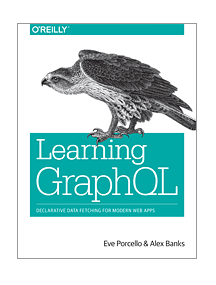 O'REILLY
Learning
GraphQL
DECLARATIVE DATA FETCHING FOR MODERN WEB APPS
Eve Porcello & Alex Banks